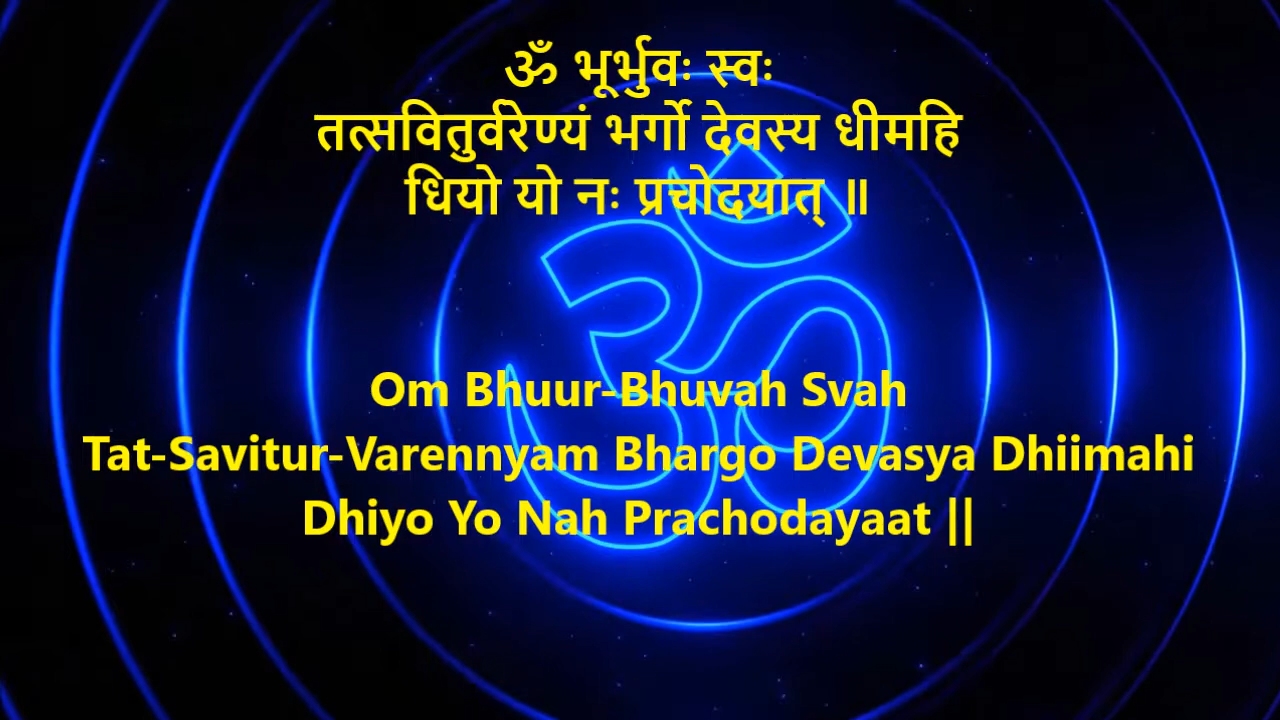 ॐ भूर्भुवः स्वः
तत्सवितुर्वरेण्यं भर्गो देवस्य धीमहि
धियो यो नः प्रचोदयात् ॥
Om Bhuur-Bhuvah Svah
Tat-Savitur-Varennyam Bhargo Devasya Dhiimahi
Dhiyo Yo Nah Prachodayaat ||